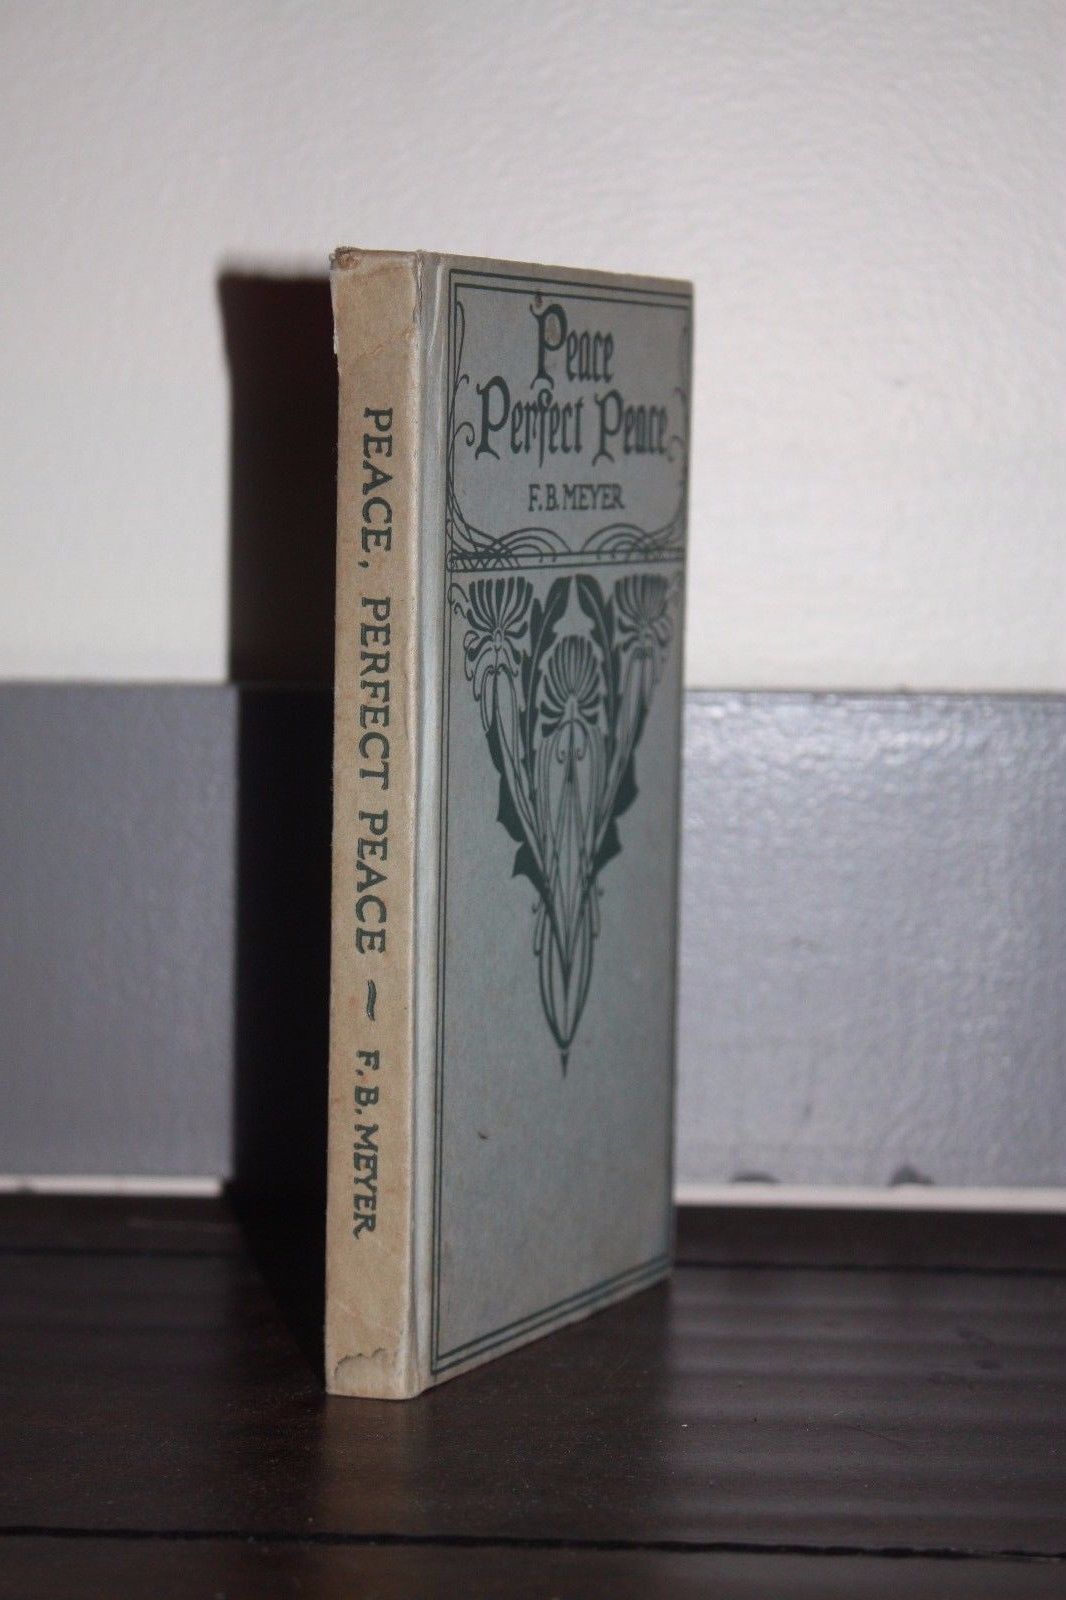 PEACE, PERFECT PEACE ~ F. B. MEYER
Peace
Perfect Peace
F. B. MEYER